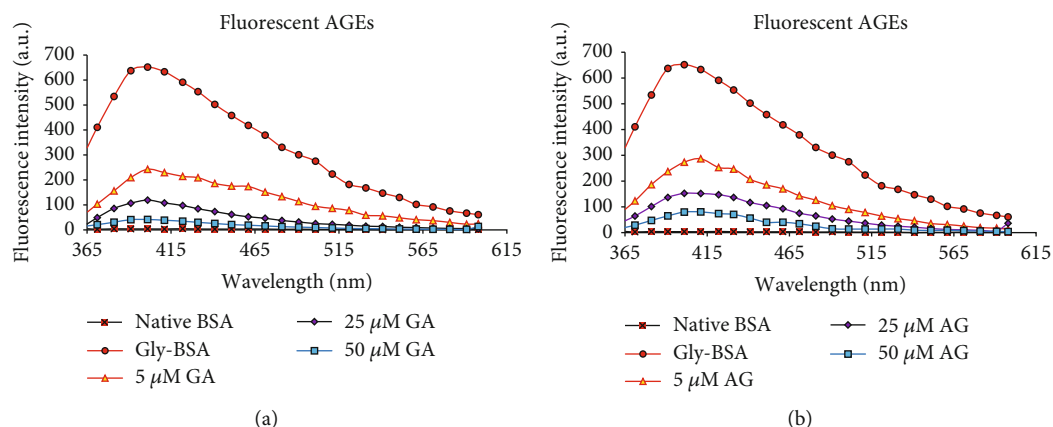 Fluorescent AGEs
Fluorescence intensity (a.u.)
700
600
500
400
300
200
100
0
365 415 465 515 565 615
Wavelength (nm)
Native BSA
Gly-BSA
5 μM GA
25 μM GA
50 μM GA
(a)
Fluorescent AGEs
Fluorescence intensity (a.u.)
700
600
500
400
300
200
100
0
365 415 465 515 565 615
Wavelength (nm)
Native BSA
Gly-BSA
5 μM AG
25 μM AG
50 μM AG
(b)